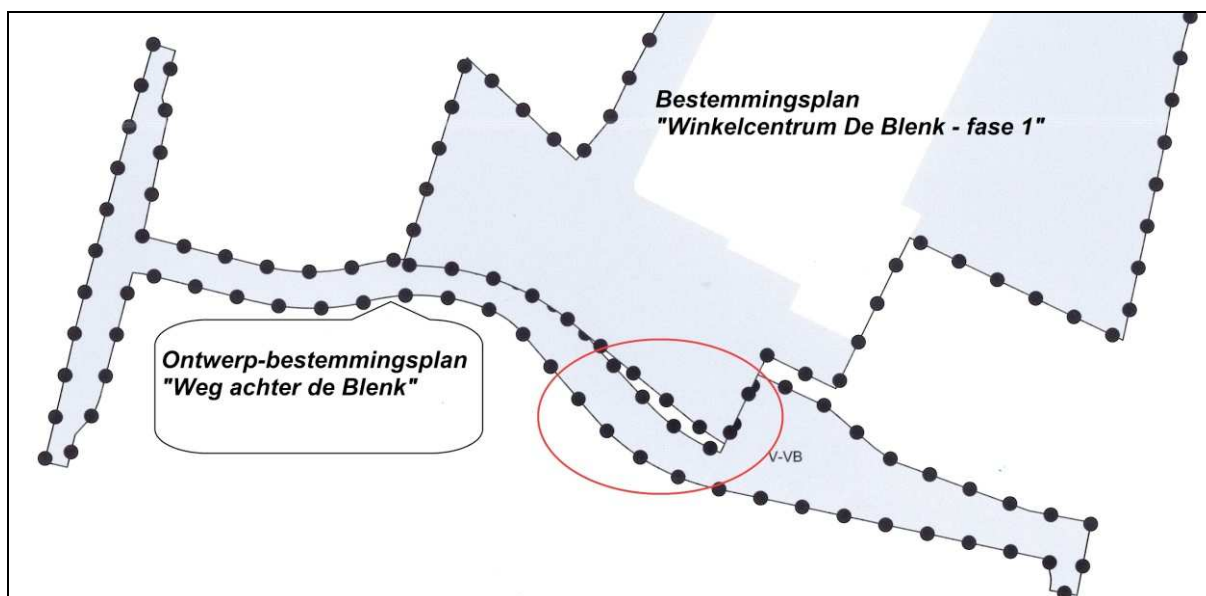 Bestemmingsplan
"Winkelcentrum De Blenk - fase 1"
Ontwerp-bestemmingsplan
"Weg achter de Blenk"
V-VB